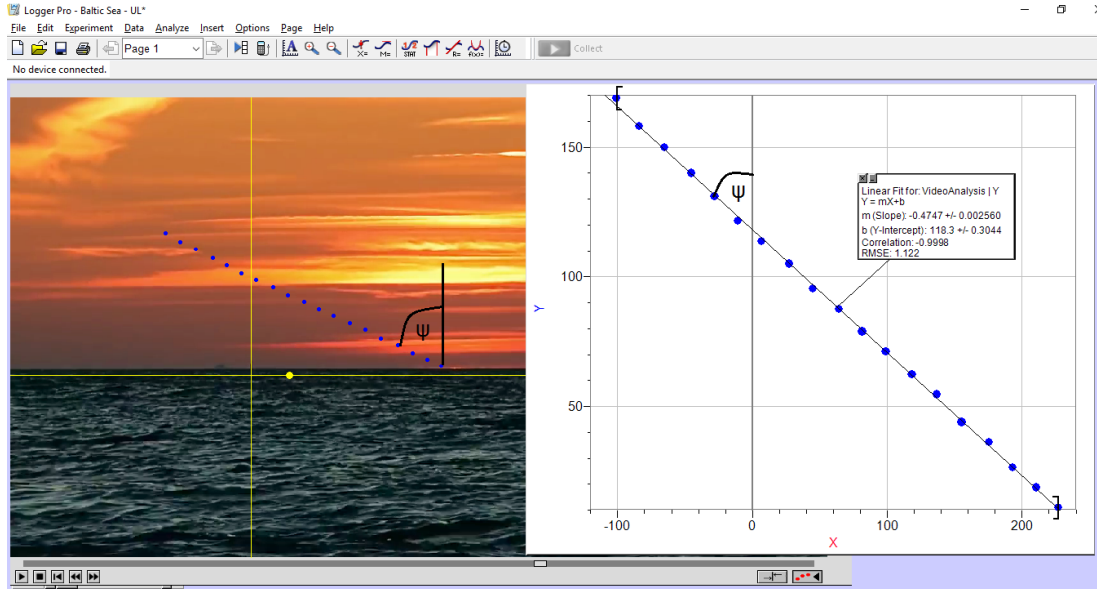 Logger Pro - Baltic Sea - UL*
File Edit Experiment Data Analyze Insert Options Page Help
Page 1 X= M= STAT R= f(x)= Collect
No device connected.
ψ
150
100
50
Y
-100 0 100 200
X
ψ
Linear Fit for: VideoAnalysis | Y
Y = mX+b
m (Slope): -0.4747 +/- 0.002560
b (Y-Intercept): 118.3 +/- 0.3044
Correlation: -0.9998
RMSE: 1.122